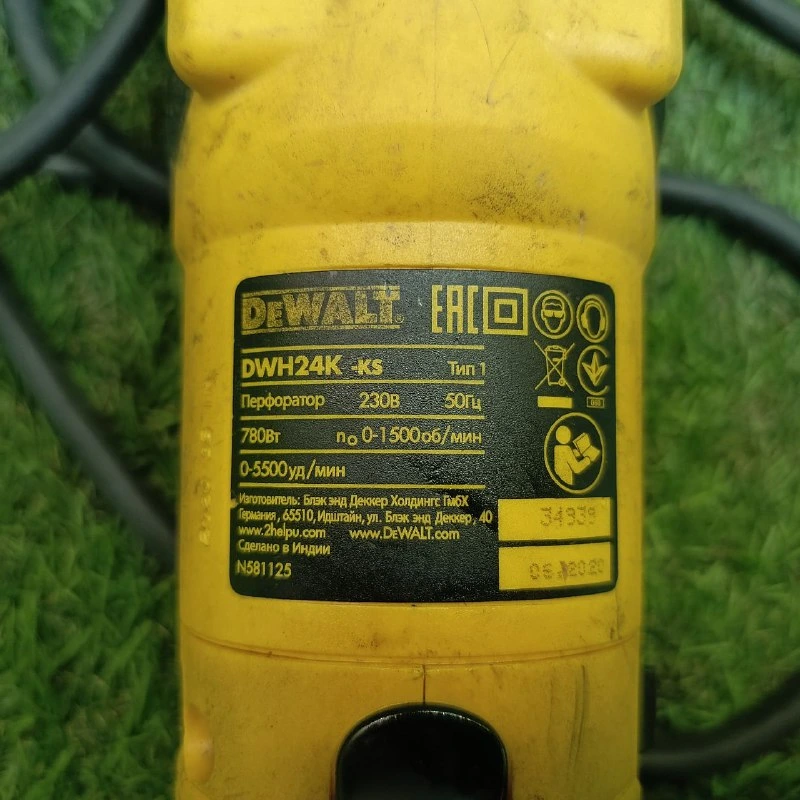 DEWALT®
EAC
DWH24K -KS Тип 1
Перфоратор 230В 50Гц
780Вт n₀ 0-1500об/мин
0-5500уд/мин
Изготовитель: Блэк энд Деккер Холдингс ГмбХ
Германия, 65510, Идштайн, ул. Блэк энд Деккер, 40
www.2helpu.com www.DEWALT.com
Сделано в Индии
N581125
34939
2020